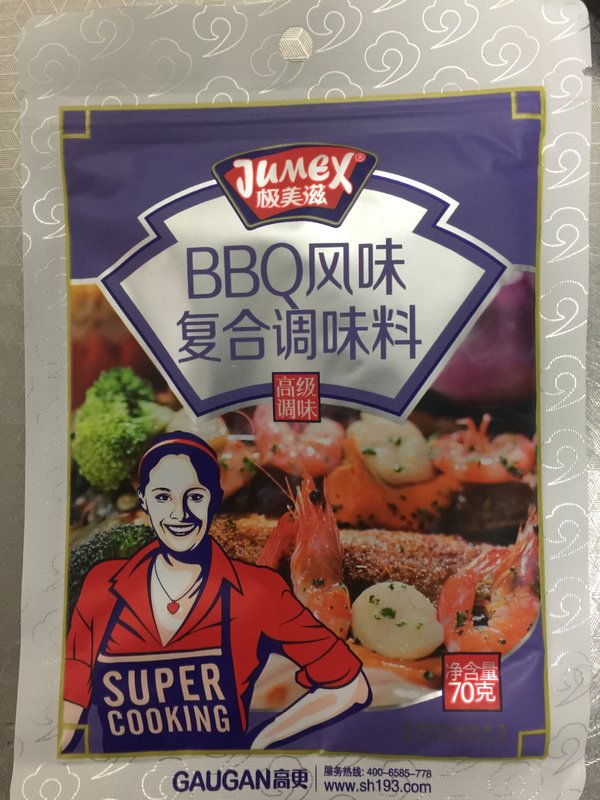 JUMEX®
极美滋
BBQ风味
复合调味料
高级
调味
SUPER
COOKING
净含量
70克
GAUGAN高更
服务热线: 400-6585-778
www.sh193.com